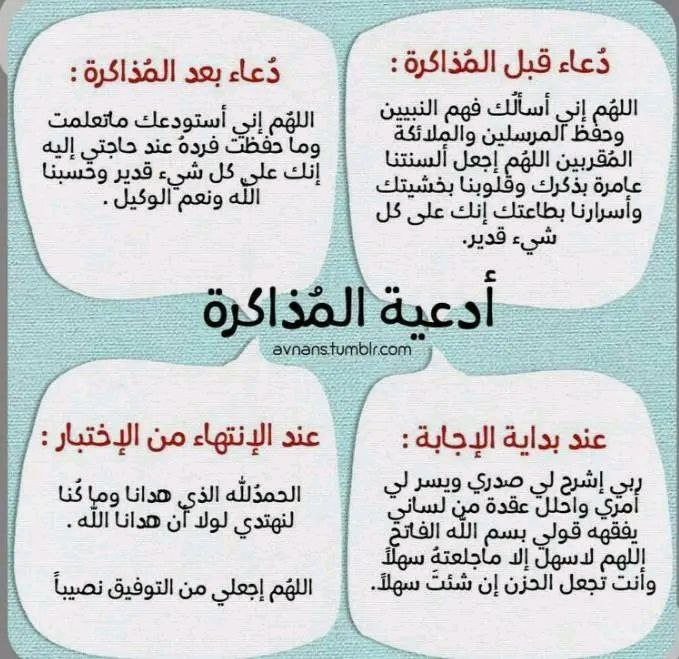 دُعاء قبل المُذاكرة :
اللهُم إني أسألُك فهم النبيين
وحفظ المرسلين والملائكة
المُقربين اللهُم إجعل ألسنتنا
عامرة بذكرك وقلوبنا بخشيتك
وأسرارنا بطاعتك إنك على كل
شيء قدير.
دُعاء بعد المُذاكرة :
اللهُم إني أستودعك ماتعلمت
وما حفظت فردهُ عند حاجتي إليه
إنك على كل شيء قدير وحسبنا
الله ونعم الوكيل .
أدعية المُذاكرة
avnans.tumblr.com
عند بداية الإجابة :
ربي إشرح لي صدري ويسر لي
أمري واحلل عقدة من لساني
يفقهه قولي بسم الله الفاتح
اللهم لاسهل إلا ماجعلتهُ سهلاً
وأنت تجعل الحزن إن شئت سهلاً.
عند الإنتهاء من الإختبار :
الحمدُلله الذي هدانا وما كُنا
لنهتدي لولا أن هدانا الله .
اللهُم إجعلي من التوفيق نصيباً